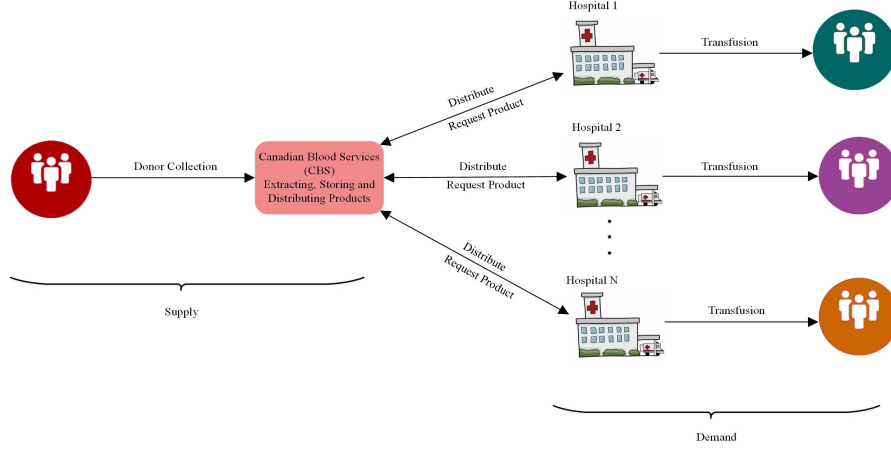 Hospital 1
Transfusion
Distribute
Request Product
Hospital 2
Donor Collection
Canadian Blood Services
(CBS)
Extracting, Storing and
Distributing Products
Distribute
Request Product
Transfusion
Distribute
Request Product
Hospital N
Transfusion
Supply
Demand